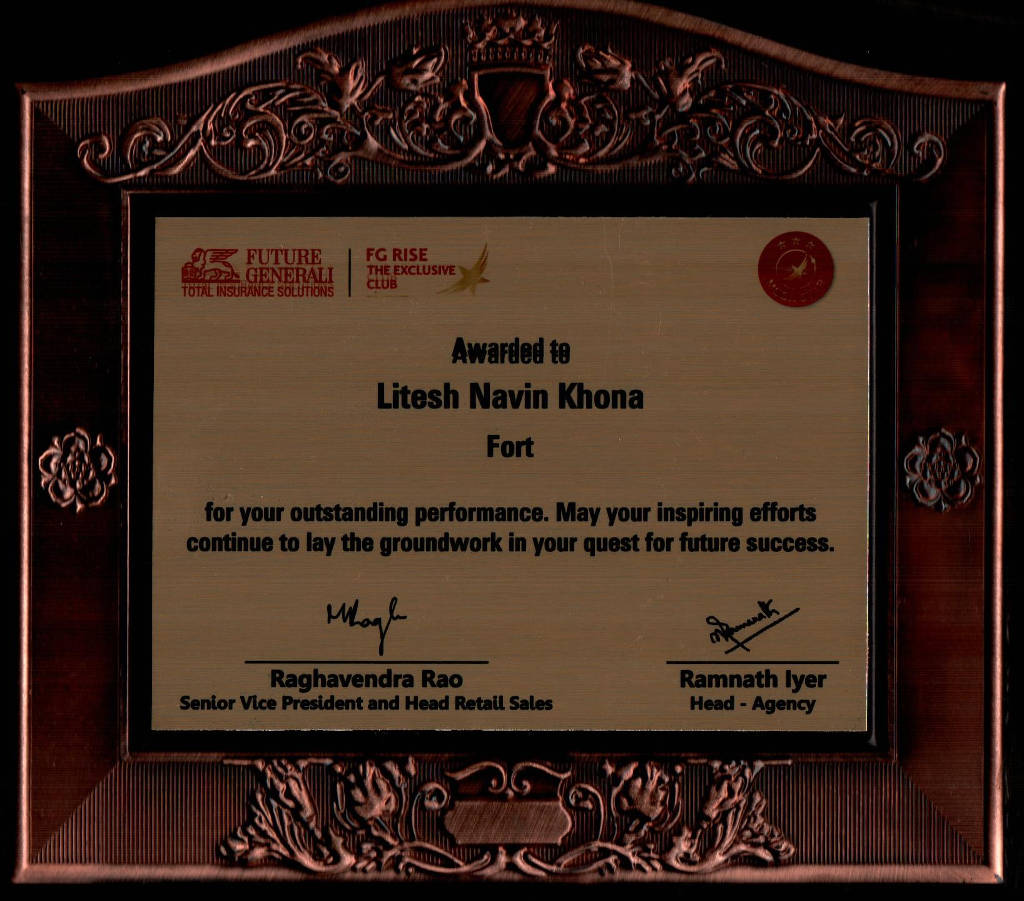 FUTURE
GENERALI
TOTAL INSURANCE SOLUTIONS
FG RISE
THE EXCLUSIVE
CLUB
Awarded to
Litesh Navin Khona
Fort
for your outstanding performance. May your inspiring efforts
continue to lay the groundwork in your quest for future success.
Raghavendra Rao
Senior Vice President and Head Retail Sales
Ramnath Iyer
Head - Agency